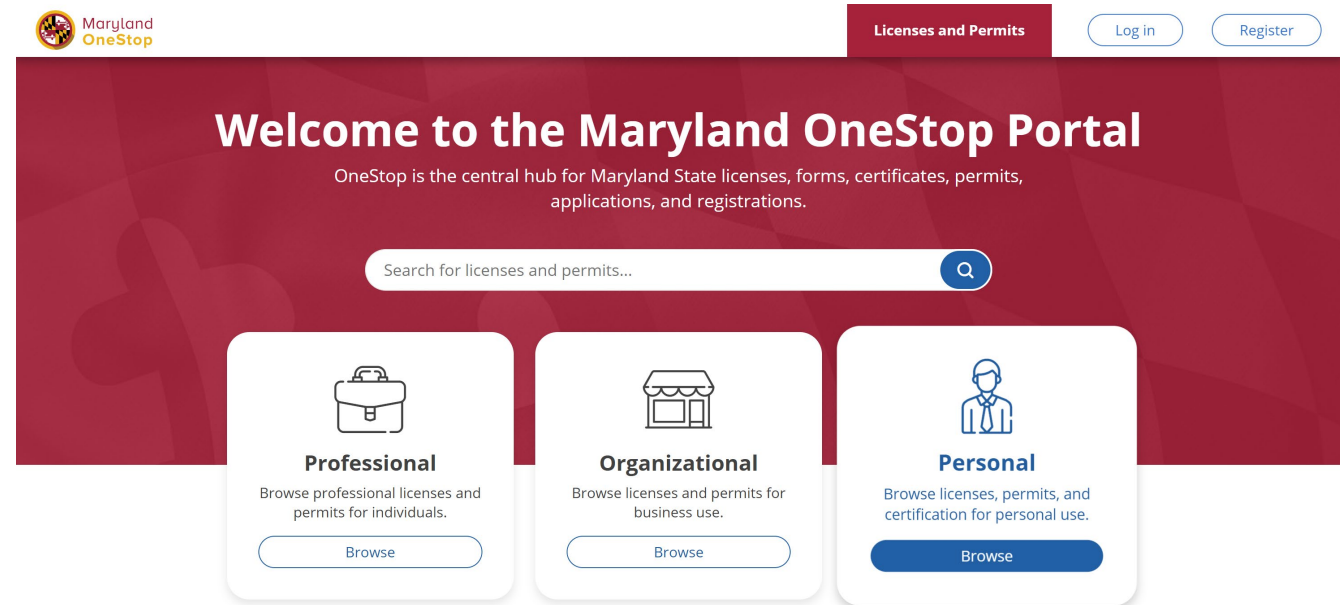 Maryland
OneStop
Licenses and Permits
Log in
Register
Welcome to the Maryland OneStop Portal
OneStop is the central hub for Maryland State licenses, forms, certificates, permits,
applications, and registrations.
Search for licenses and permits...
Professional
Browse professional licenses and
permits for individuals.
Browse
Organizational
Browse licenses and permits for
business use.
Browse
Personal
Browse licenses, permits, and
certification for personal use.
Browse